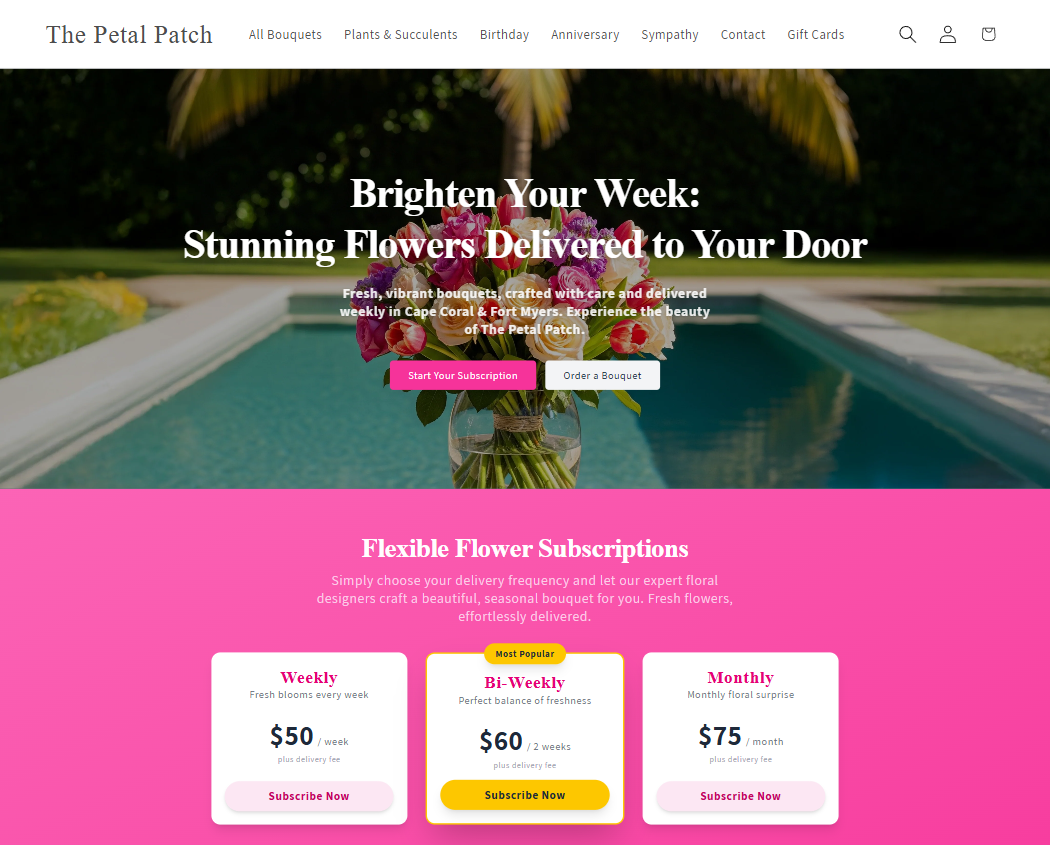 The Petal Patch
All Bouquets
Plants & Succulents
Birthday
Anniversary
Sympathy
Contact
Gift Cards
Brighten Your Week:
Stunning Flowers Delivered to Your Door
Fresh, vibrant bouquets, crafted with care and delivered
weekly in Cape Coral & Fort Myers. Experience the beauty
of The Petal Patch.
Start Your Subscription
Order a Bouquet
Flexible Flower Subscriptions
Simply choose your delivery frequency and let our expert floral
designers craft a beautiful, seasonal bouquet for you. Fresh flowers,
effortlessly delivered.
Weekly
Fresh blooms every week
$50 / week
plus delivery fee
Subscribe Now
Most Popular
Bi-Weekly
Perfect balance of freshness
$60 / 2 weeks
plus delivery fee
Subscribe Now
Monthly
Monthly floral surprise
$75 / month
plus delivery fee
Subscribe Now